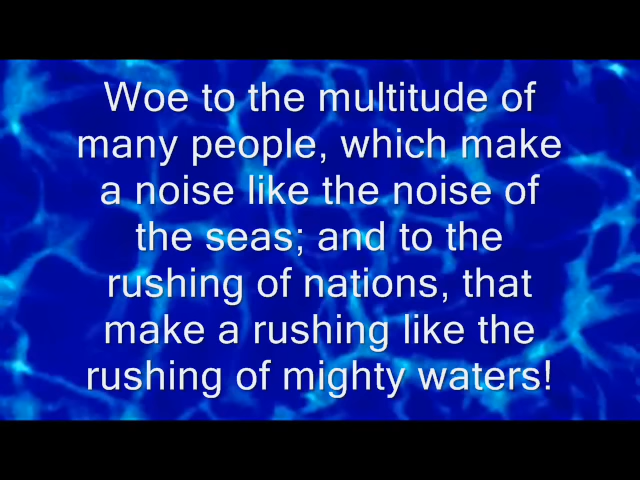 Woe to the multitude of
many people, which make
a noise like the noise of
the seas; and to the
rushing of nations, that
make a rushing like the
rushing of mighty waters!